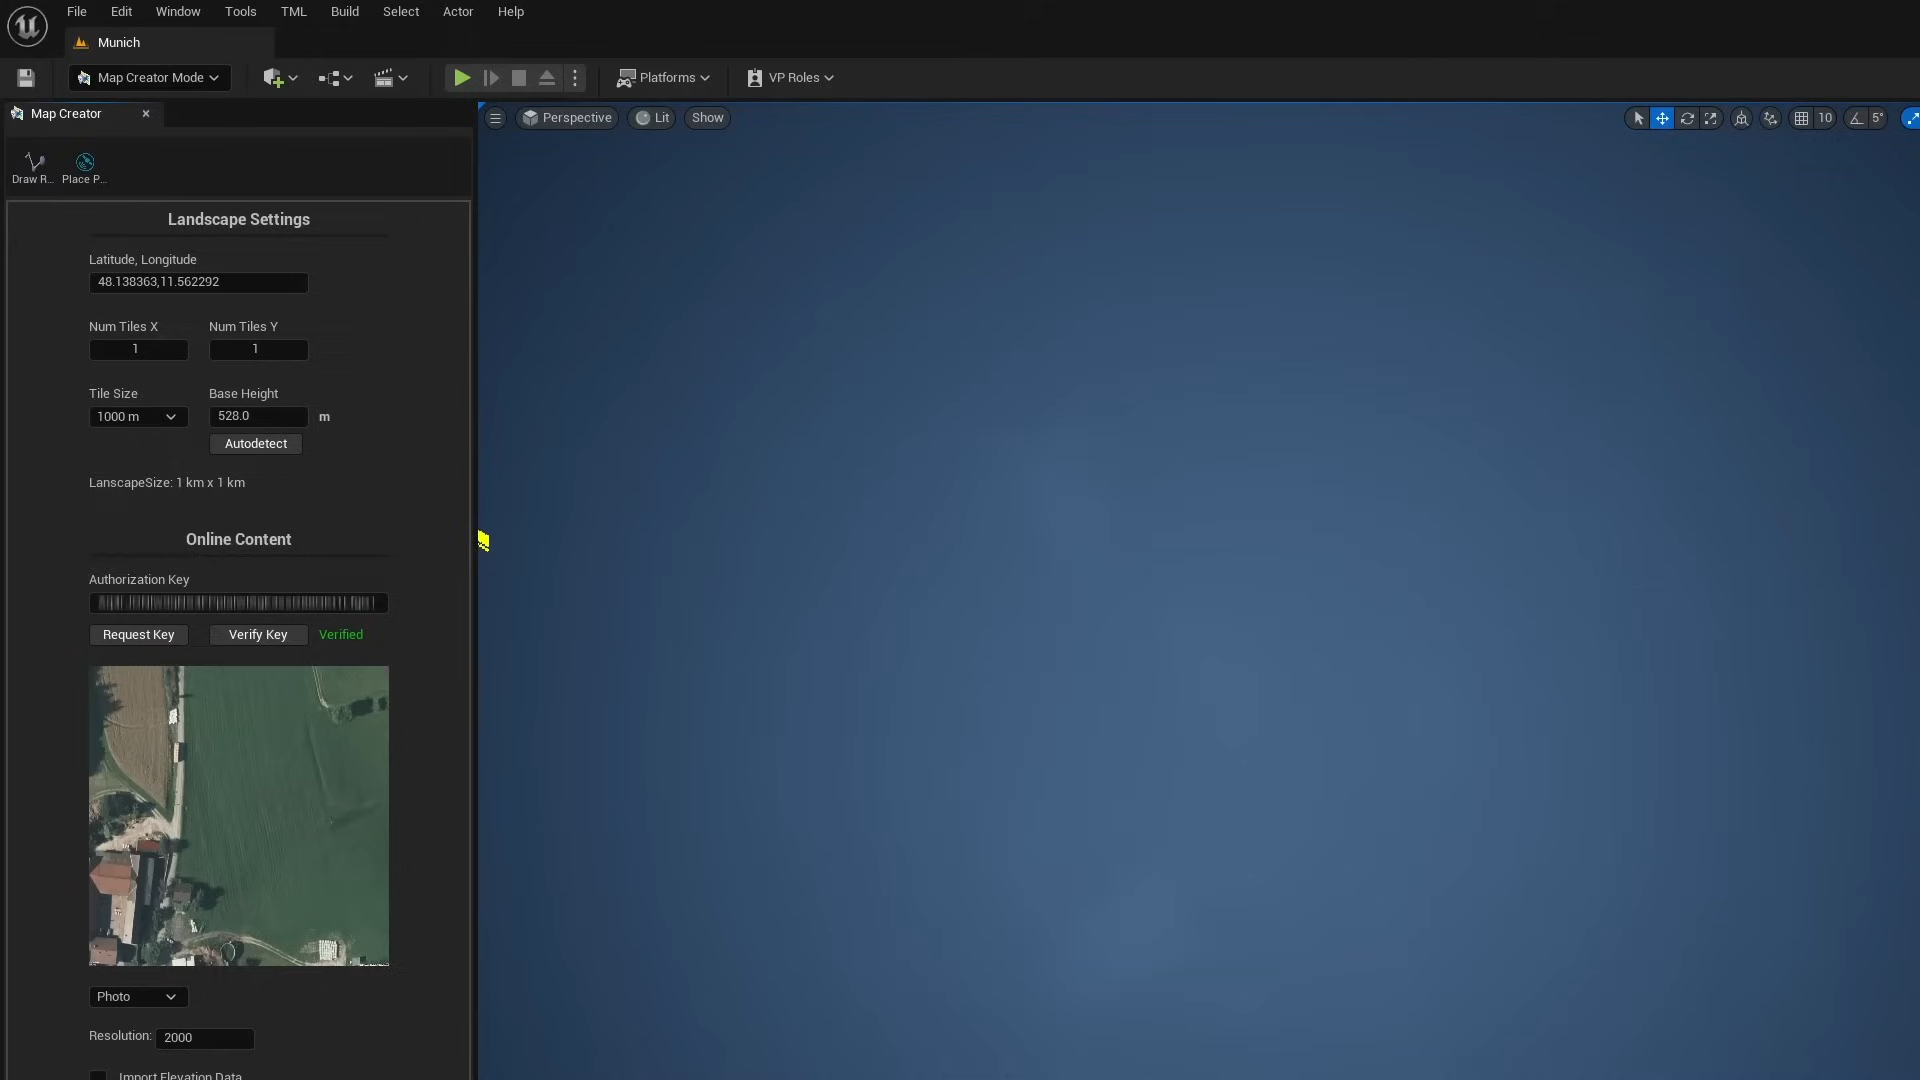 File Edit Window Tools TML Build Select Actor Help
Munich
Map Creator Mode Platforms VP Roles
Map Creator
Perspective Lit Show 10 5°
Draw R... Place P...
Landscape Settings
Latitude, Longitude
48.138363,11.562292
Num Tiles X Num Tiles Y
1 1
Tile Size Base Height
1000 m 528.0 m
Autodetect
LanscapeSize: 1 km x 1 km
Online Content
Authorization Key
Request Key Verify Key Verified
Photo
Resolution: 2000
Import Elevation Data